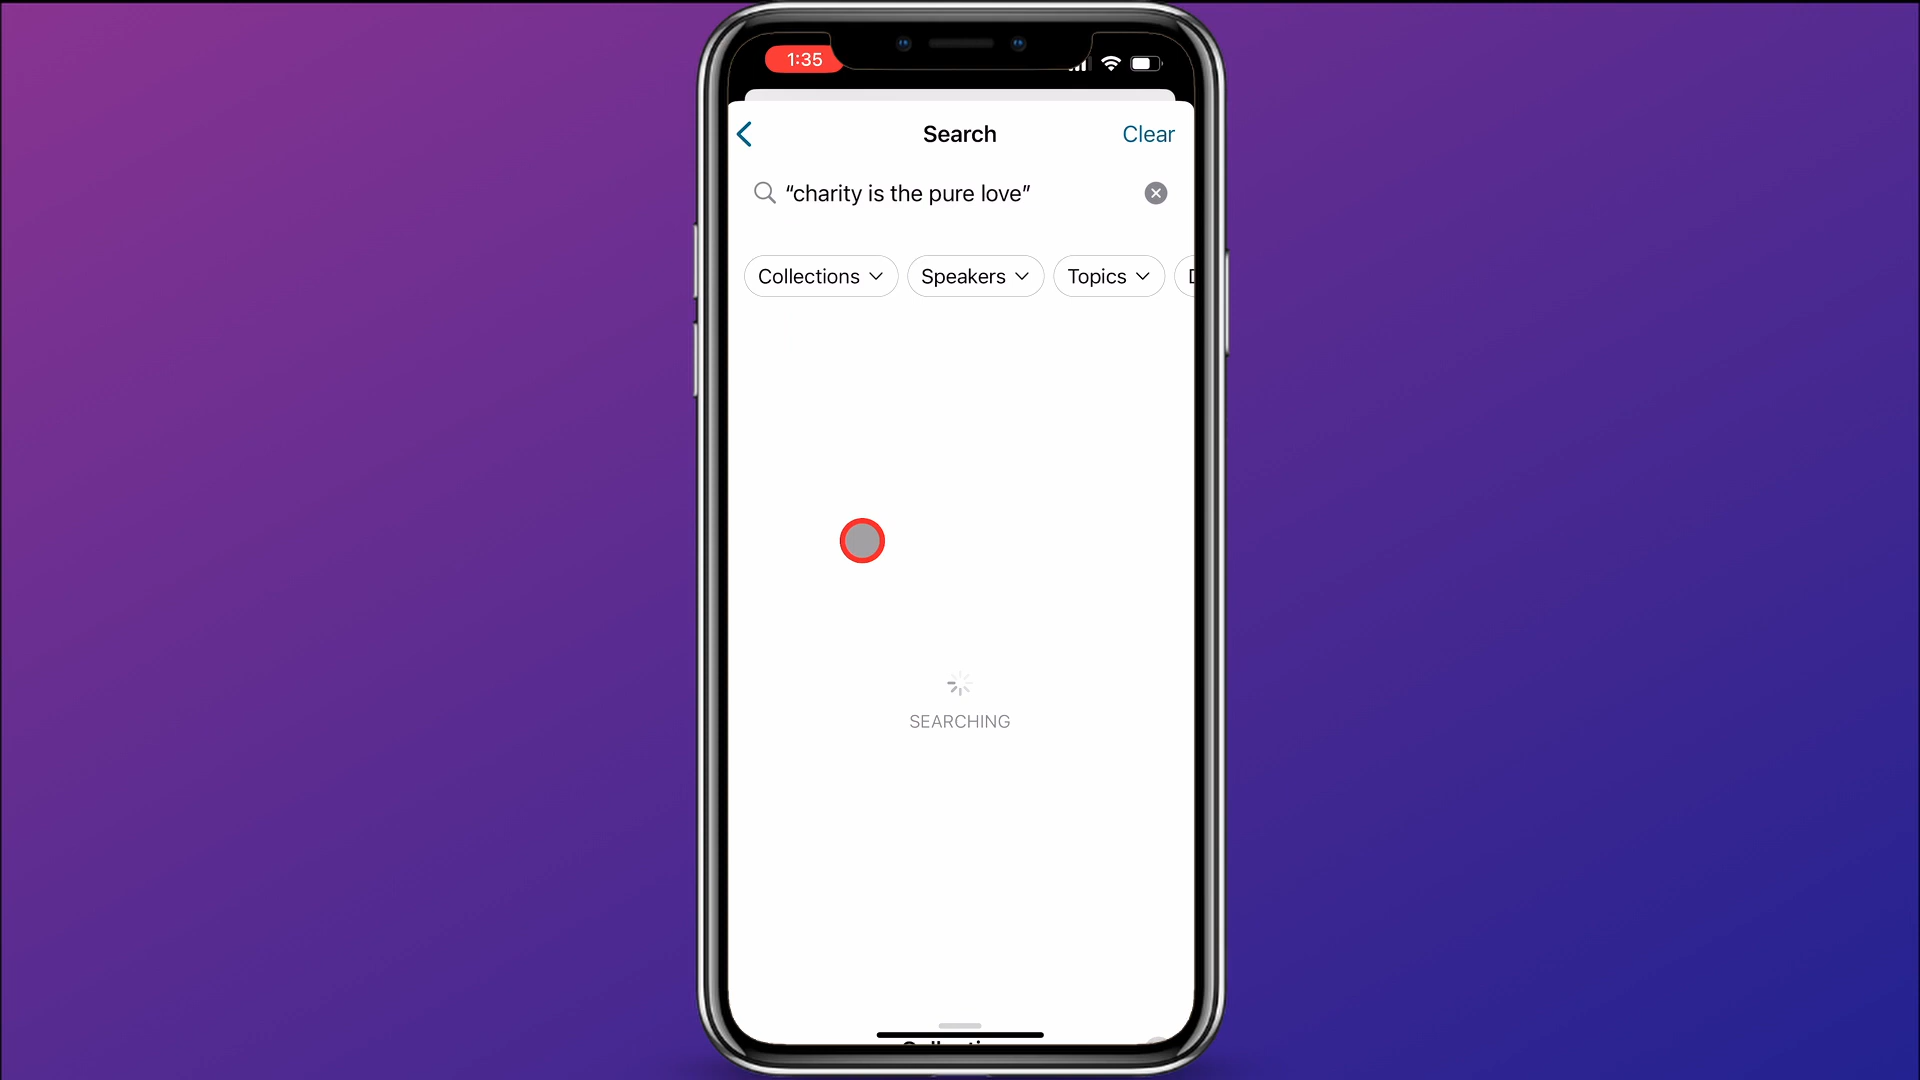 1:35
Search
Clear
“charity is the pure love”
Collections
Speakers
Topics
SEARCHING